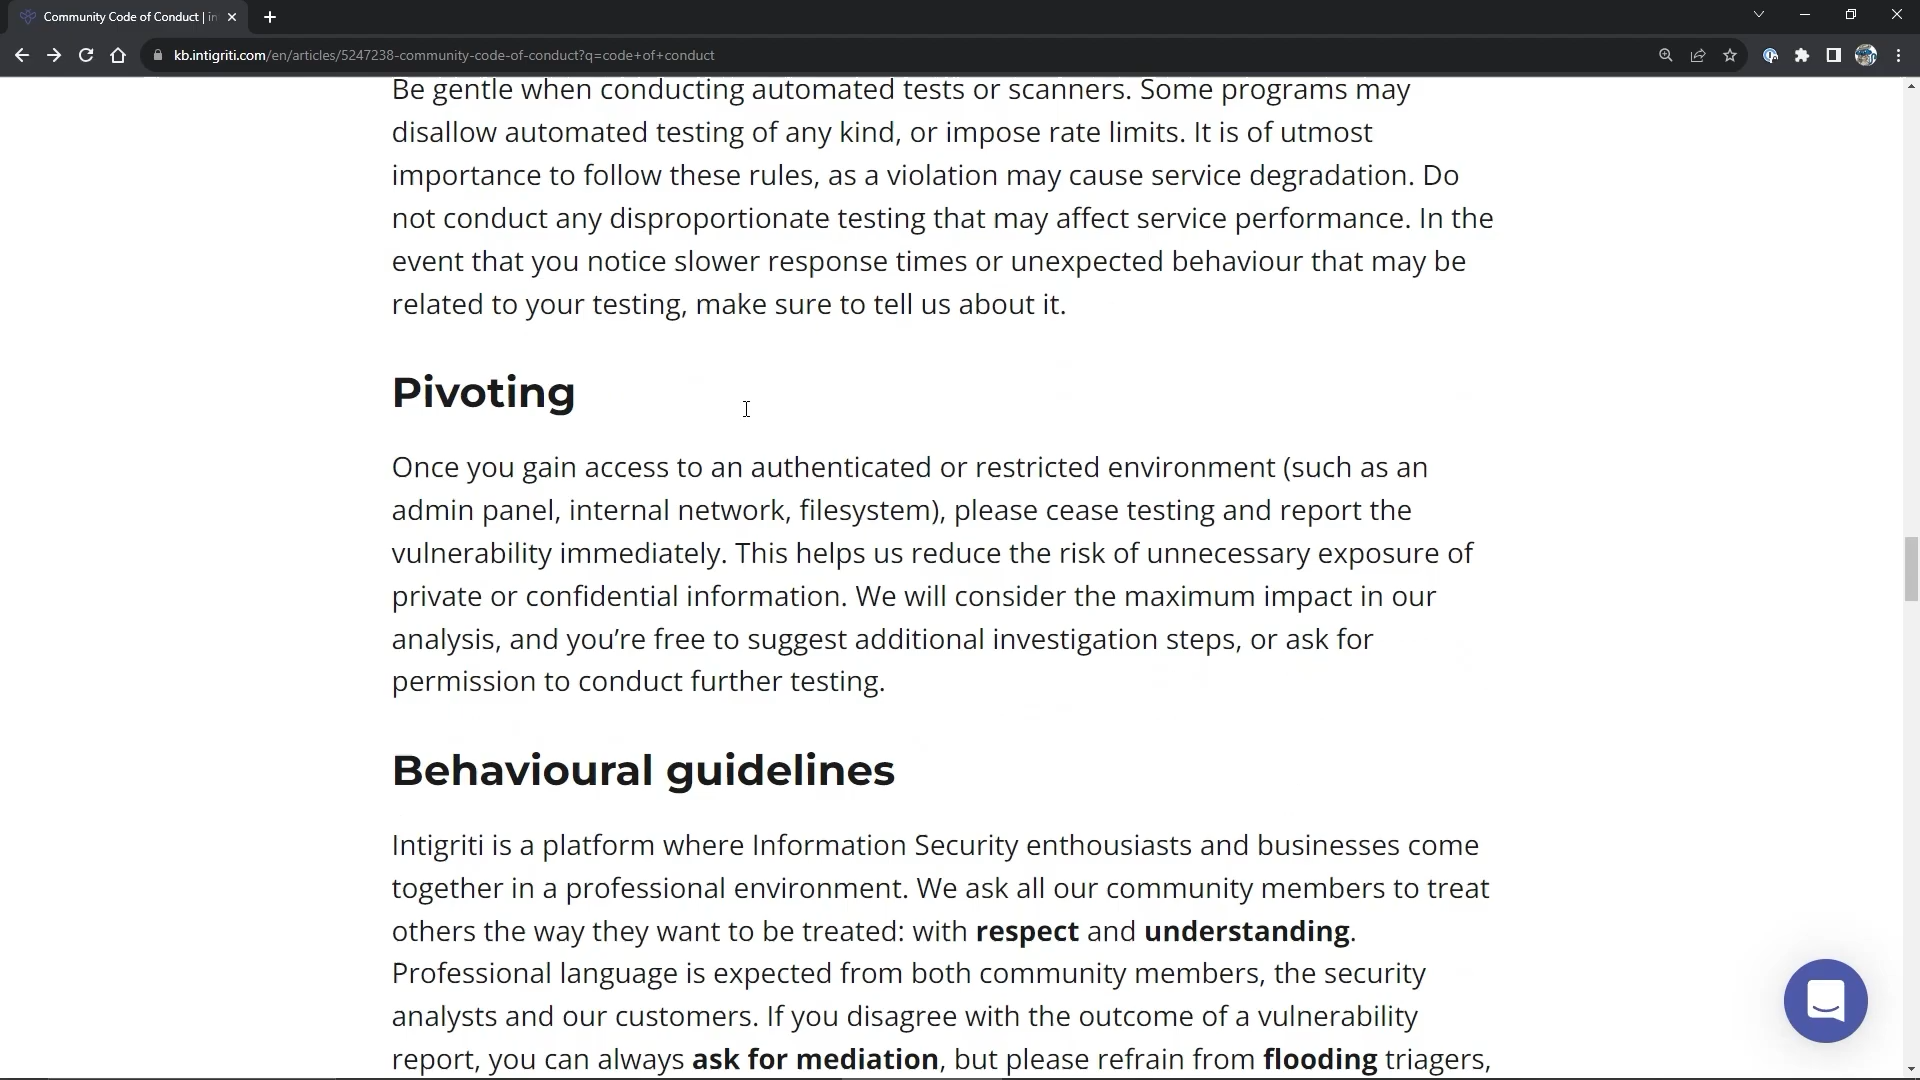 Community Code of Conduct | in
kb.intigriti.com/en/articles/5247238-community-code-of-conduct?q=code+of+conduct
Be gentle when conducting automated tests or scanners. Some programs may
disallow automated testing of any kind, or impose rate limits. It is of utmost
importance to follow these rules, as a violation may cause service degradation. Do
not conduct any disproportionate testing that may affect service performance. In the
event that you notice slower response times or unexpected behaviour that may be
related to your testing, make sure to tell us about it.
Pivoting
Once you gain access to an authenticated or restricted environment (such as an
admin panel, internal network, filesystem), please cease testing and report the
vulnerability immediately. This helps us reduce the risk of unnecessary exposure of
private or confidential information. We will consider the maximum impact in our
analysis, and you’re free to suggest additional investigation steps, or ask for
permission to conduct further testing.
Behavioural guidelines
Intigriti is a platform where Information Security enthousiasts and businesses come
together in a professional environment. We ask all our community members to treat
others the way they want to be treated: with respect and understanding.
Professional language is expected from both community members, the security
analysts and our customers. If you disagree with the outcome of a vulnerability
report, you can always ask for mediation, but please refrain from flooding triagers,